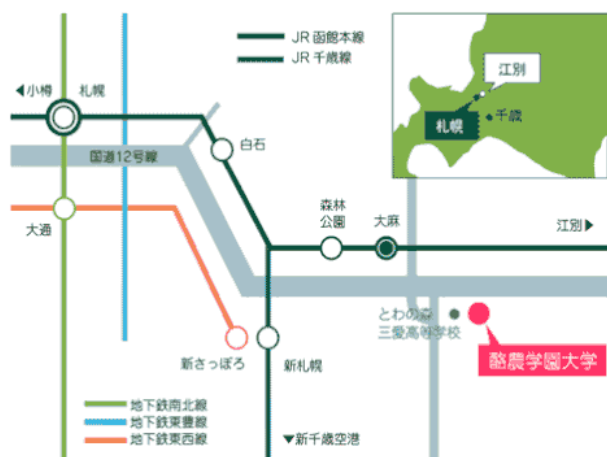 JR函館本線
JR千歳線
江別
札幌
千歳
◀小樽
札幌
白石
国道12号線
森林
公園
大麻
江別▶
大通
とわの森
三愛高等学校
酪農学園大学
新さっぽろ
新札幌
地下鉄南北線
地下鉄東豊線
地下鉄東西線
▼新千歳空港